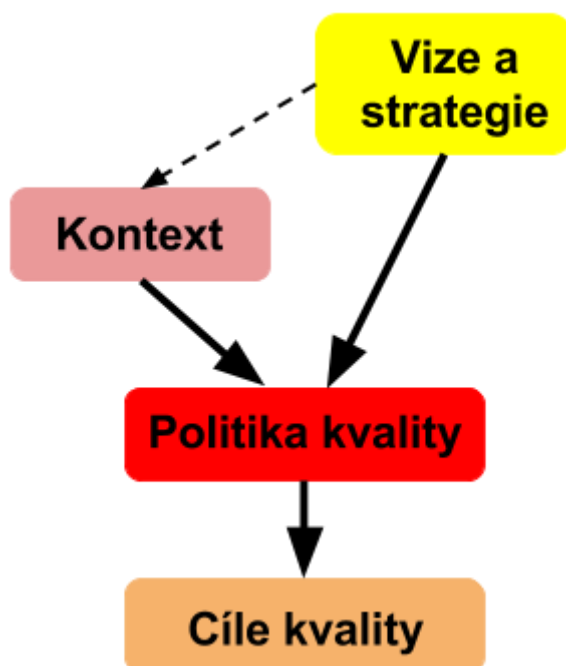 Vize a
strategie
Kontext
Politika kvality
Cíle kvality